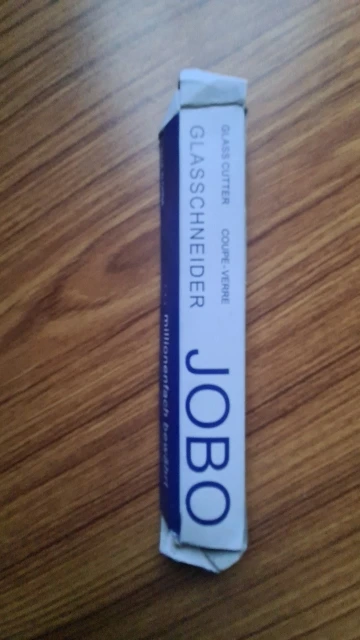 GLASS CUTTER COUPE-VERRE
GLASSCHNEIDER
JOBO
... millionenfach bewährt